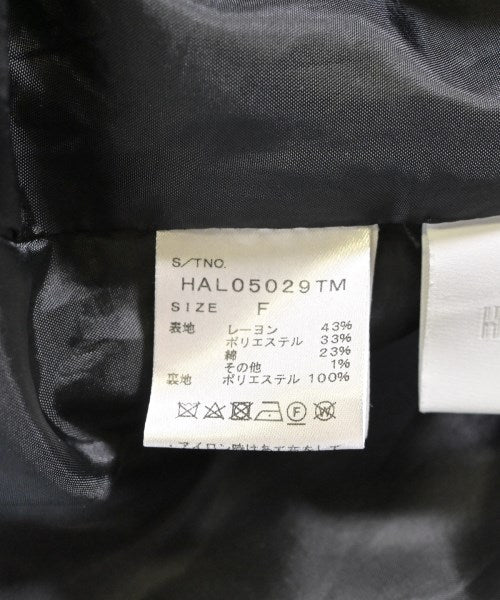 S/TNO.
HAL05029TM
SIZE F
表地 レーヨン 43%
ポリエステル 33%
綿 23%
その他 1%
裏地 ポリエステル 100%
F W